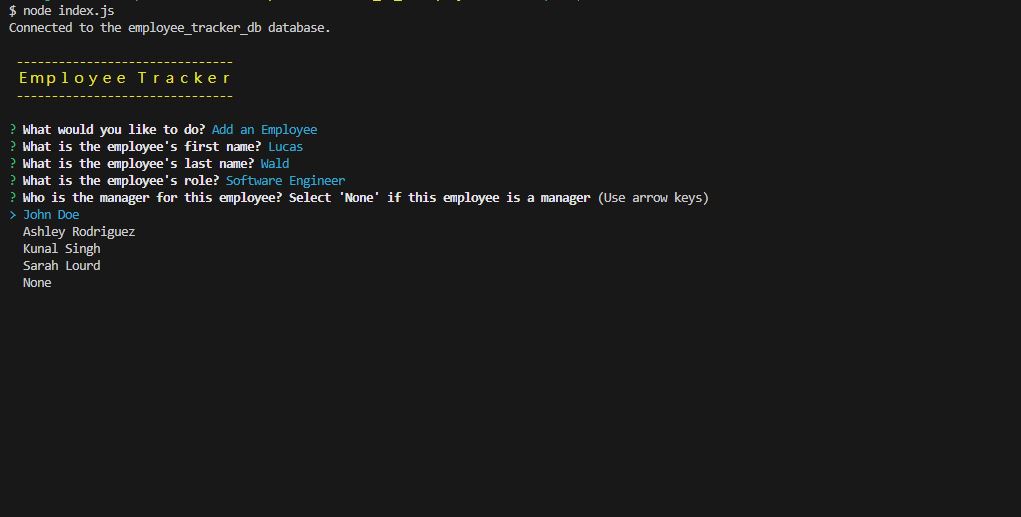 $ node index.js
Connected to the employee_tracker_db database.
-------------------------------
Employee Tracker
-------------------------------
? What would you like to do? Add an Employee
? What is the employee's first name? Lucas
? What is the employee's last name? Wald
? What is the employee's role? Software Engineer
? Who is the manager for this employee? Select 'None' if this employee is a manager (Use arrow keys)
> John Doe
Ashley Rodriguez
Kunal Singh
Sarah Lourd
None